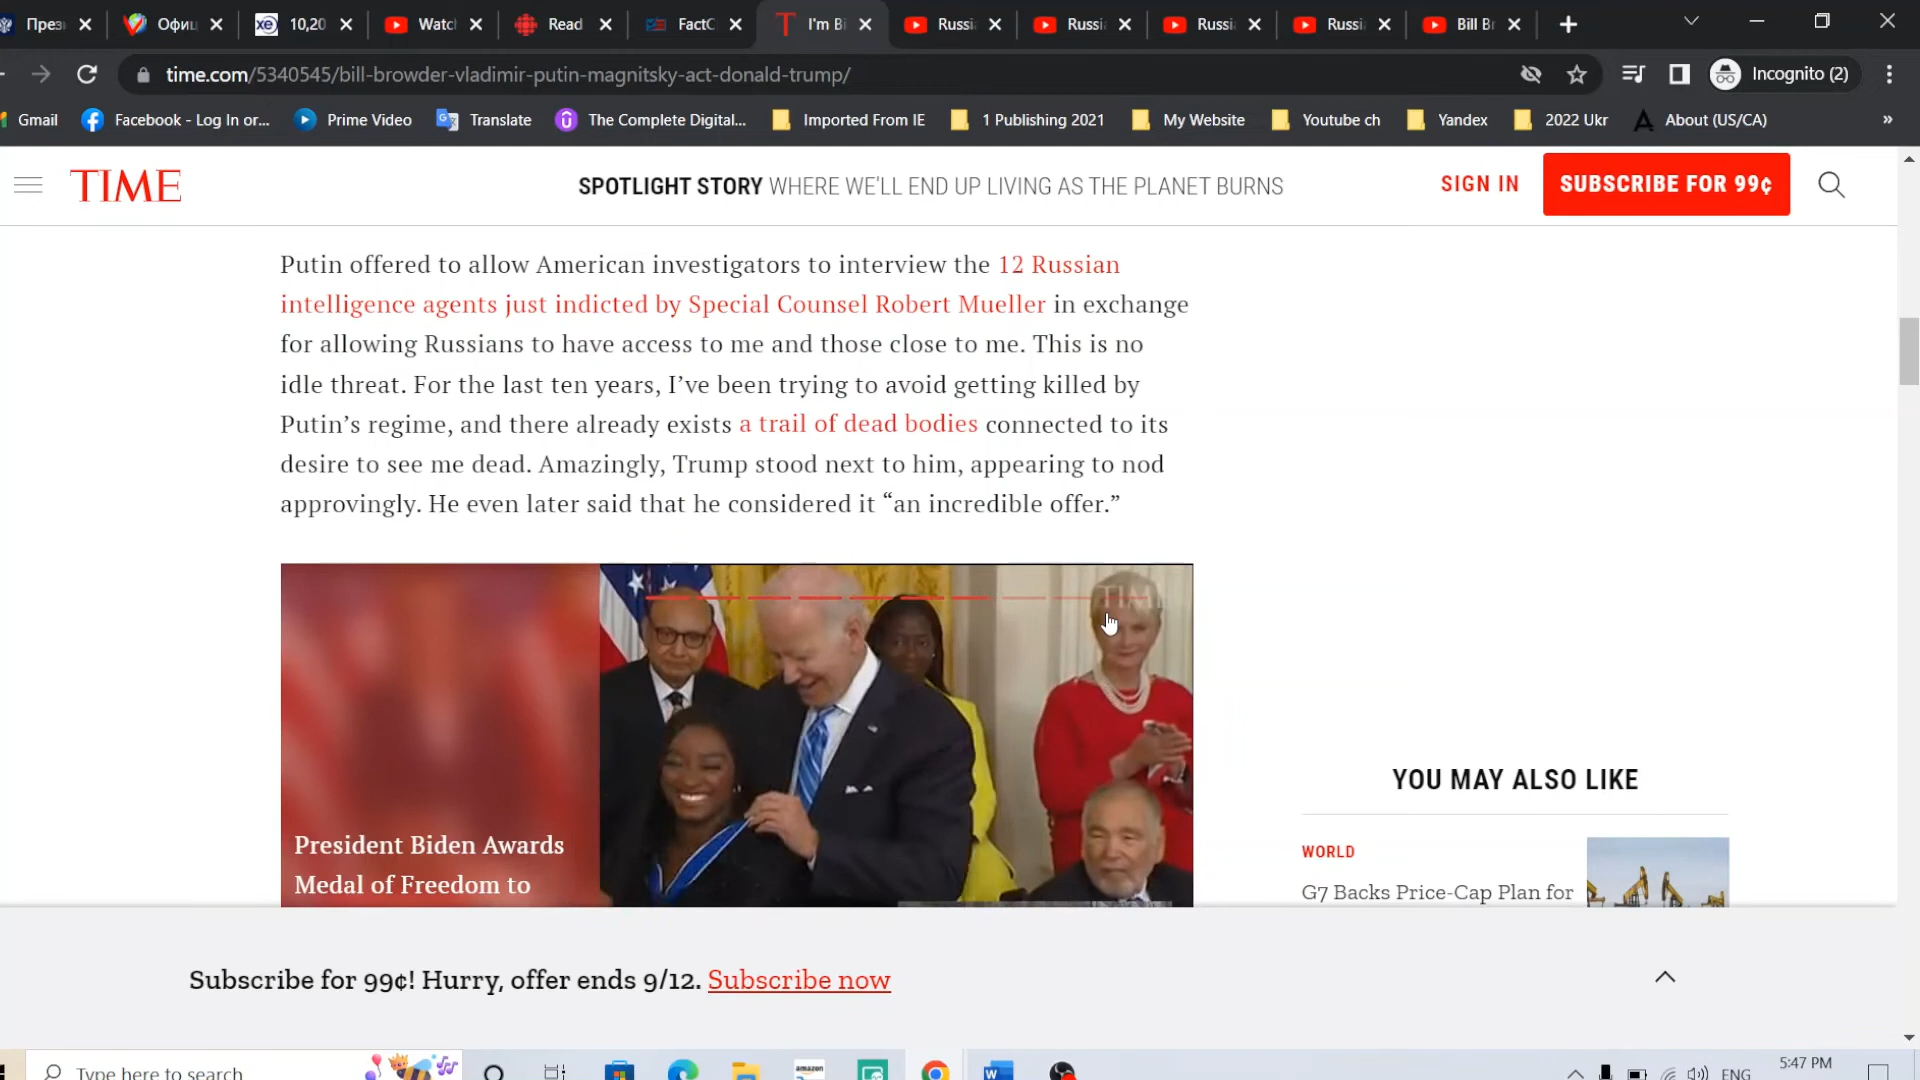 През
Офиц
xe
10,20
Watc
Read
FactC
I'm Bi
Russi
Russi
Russi
Russi
Bill B
time.com/5340545/bill-browder-vladimir-putin-magnitsky-act-donald-trump/
Incognito (2)
Gmail
Facebook - Log In or...
Prime Video
Translate
The Complete Digital...
Imported From IE
1 Publishing 2021
My Website
Youtube ch
Yandex
2022 Ukr
About (US/CA)
»
TIME
SPOTLIGHT STORY WHERE WE'LL END UP LIVING AS THE PLANET BURNS
SIGN IN
SUBSCRIBE FOR 99¢
Putin offered to allow American investigators to interview the 12 Russian
intelligence agents just indicted by Special Counsel Robert Mueller in exchange
for allowing Russians to have access to me and those close to me. This is no
idle threat. For the last ten years, I’ve been trying to avoid getting killed by
Putin’s regime, and there already exists a trail of dead bodies connected to its
desire to see me dead. Amazingly, Trump stood next to him, appearing to nod
approvingly. He even later said that he considered it “an incredible offer.”
President Biden Awards
Medal of Freedom to
YOU MAY ALSO LIKE
WORLD
G7 Backs Price-Cap Plan for
Subscribe for 99¢! Hurry, offer ends 9/12. Subscribe now
Type here to search
amazon
ENG
5:47 PM